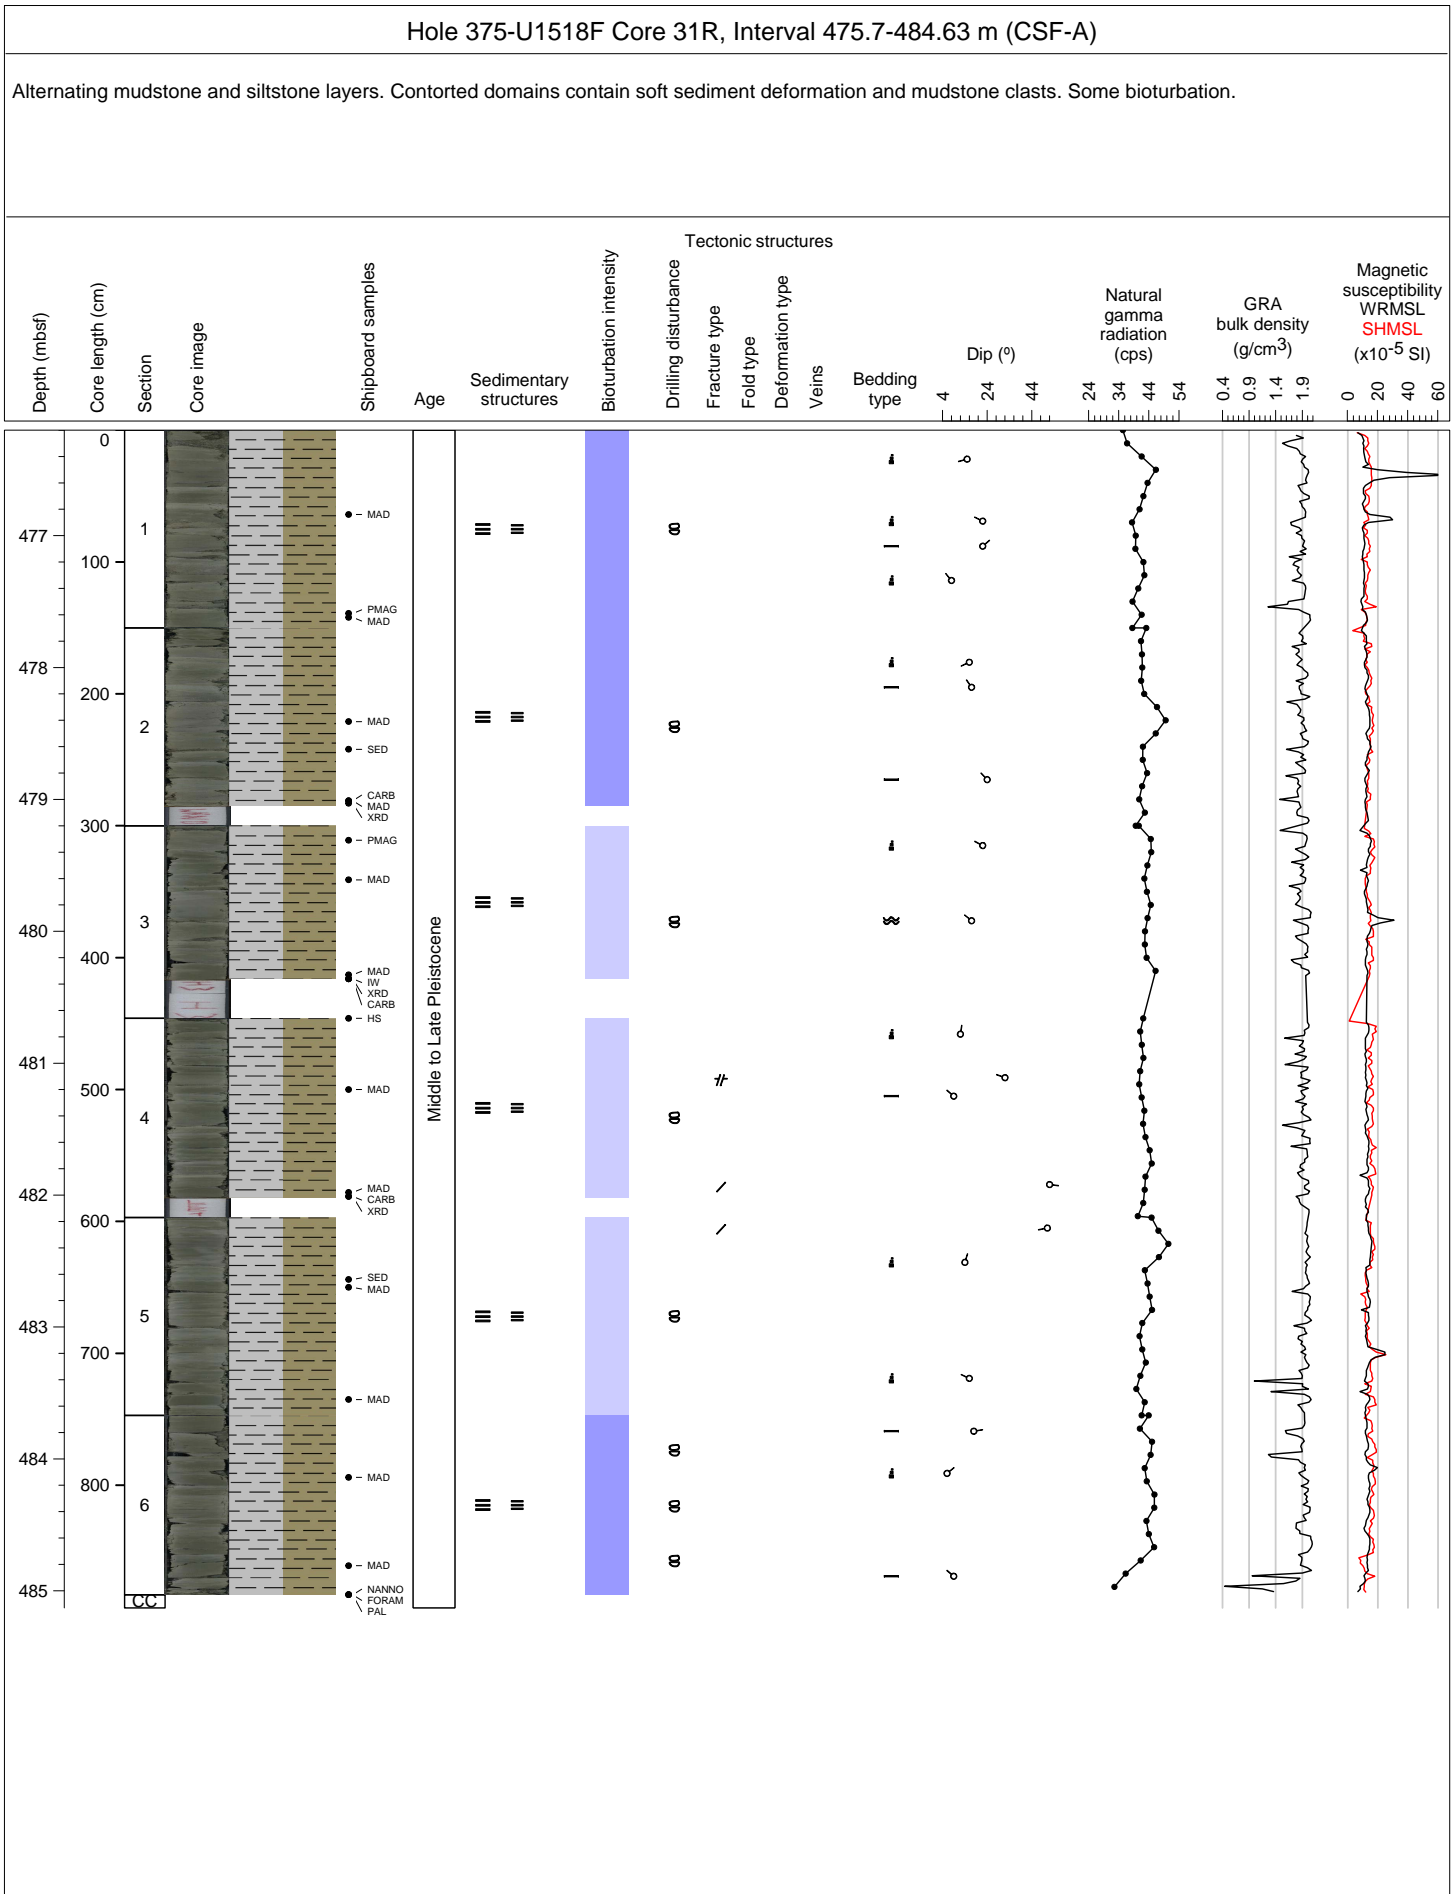 Hole 375-U1518F Core 31R, Interval 475.7-484.63 m (CSF-A)
Alternating mudstone and siltstone layers. Contorted domains contain soft sediment deformation and mudstone clasts. Some bioturbation.
Tectonic structures
Depth (mbsf)
Core length (cm)
Section
Core image
Shipboard samples
Age
Sedimentary
structures
Bioturbation intensity
Drilling disturbance
Fracture type
Fold type
Deformation type
Veins
Bedding
type
Dip (º)
4 24 44
Natural
gamma
radiation
(cps)
24 34 44 54
GRA
bulk density
(g/cm3)
0.4 0.9 1.4 1.9
Magnetic
susceptibility
WRMSL
SHMSL
(x10-5 SI)
0 20 40 60
0
MAD
477
1
100
PMAG
MAD
478
200
2
MAD
SED
479
CARB
MAD
XRD
300
PMAG
MAD
480
3
400
MAD
IW
XRD
CARB
HS
Middle to Late Pleistocene
481
500
MAD
4
482
MAD
CARB
XRD
600
SED
MAD
483
5
700
MAD
484
800
MAD
6
MAD
485
CC
NANNO
FORAM
PAL